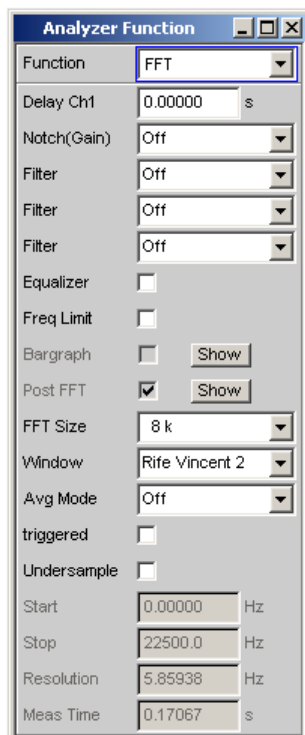 Analyzer Function
Function FFT
Delay Ch1 0.00000 s
Notch(Gain) Off
Filter Off
Filter Off
Filter Off
Equalizer
Freq Limit
Bargraph Show
Post FFT Show
FFT Size 8 k
Window Rife Vincent 2
Avg Mode Off
triggered
Undersample
Start 0.00000 Hz
Stop 22500.0 Hz
Resolution 5.85938 Hz
Meas Time 0.17067 s